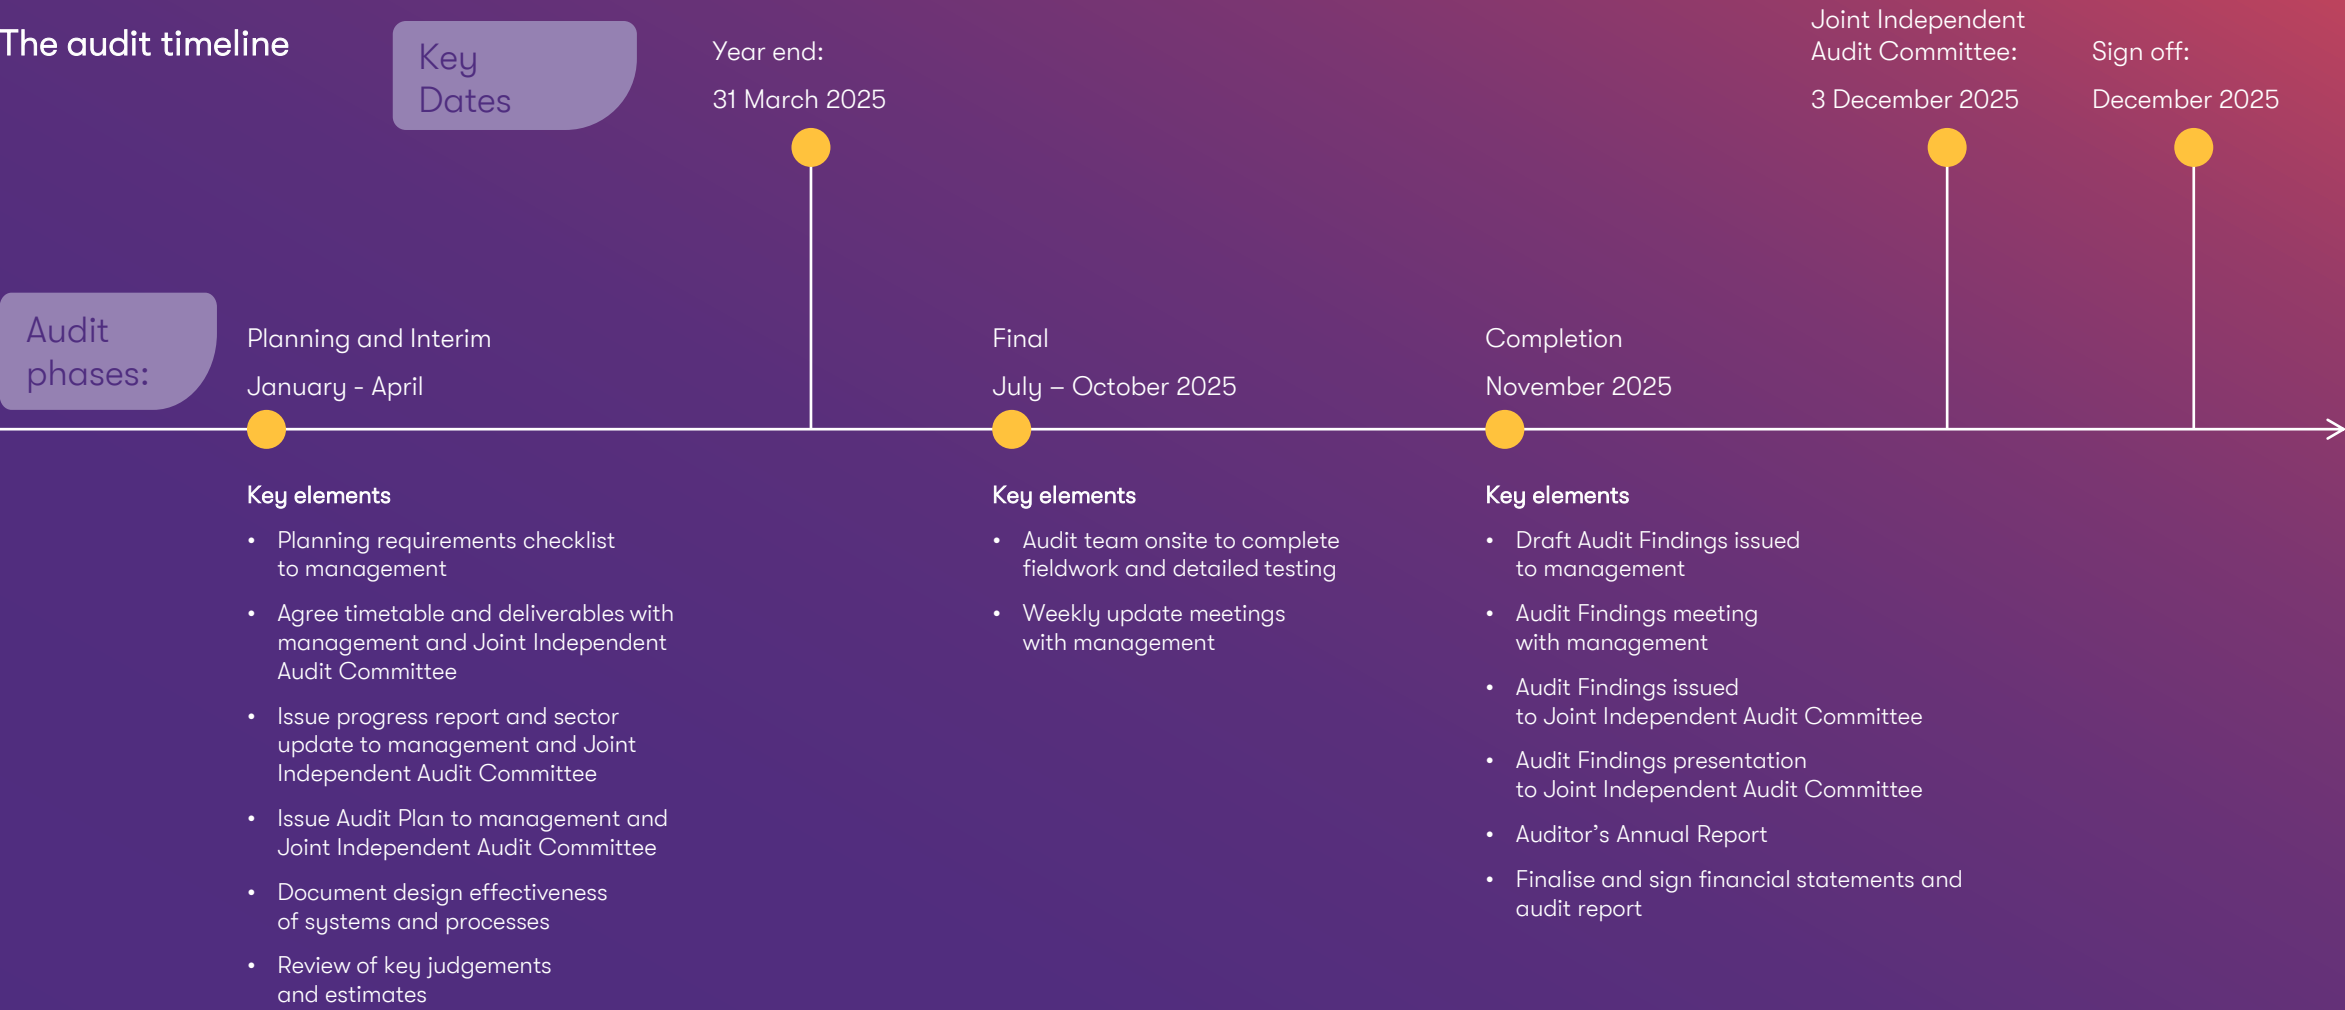 The audit timeline
Key
Dates
Year end:
31 March 2025
Joint Independent
Audit Committee:
3 December 2025
Sign off:
December 2025
Audit
phases:
Planning and Interim
January - April
Final
July – October 2025
Completion
November 2025
Key elements
• Planning requirements checklist
to management
• Agree timetable and deliverables with
management and Joint Independent
Audit Committee
• Issue progress report and sector
update to management and Joint
Independent Audit Committee
• Issue Audit Plan to management and
Joint Independent Audit Committee
• Document design effectiveness
of systems and processes
• Review of key judgements
and estimates
Key elements
• Audit team onsite to complete
fieldwork and detailed testing
• Weekly update meetings
with management
Key elements
• Draft Audit Findings issued
to management
• Audit Findings meeting
with management
• Audit Findings issued
to Joint Independent Audit Committee
• Audit Findings presentation
to Joint Independent Audit Committee
• Auditor’s Annual Report
• Finalise and sign financial statements and
audit report